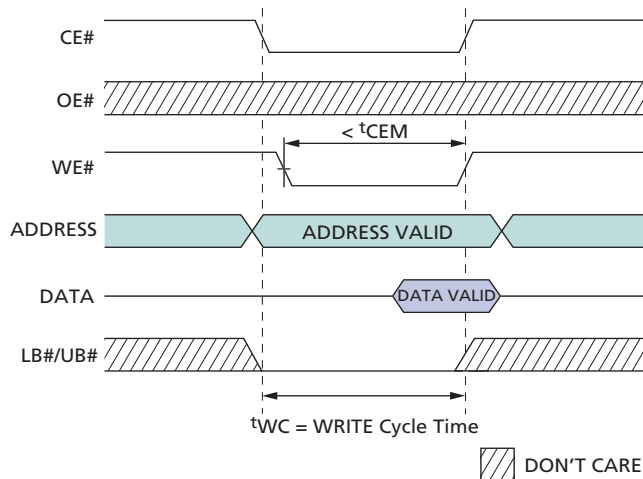 CE#
OE#
< tCEM
WE#
ADDRESS
ADDRESS VALID
DATA
DATA VALID
LB#/UB#
tWC = WRITE Cycle Time
DON'T CARE